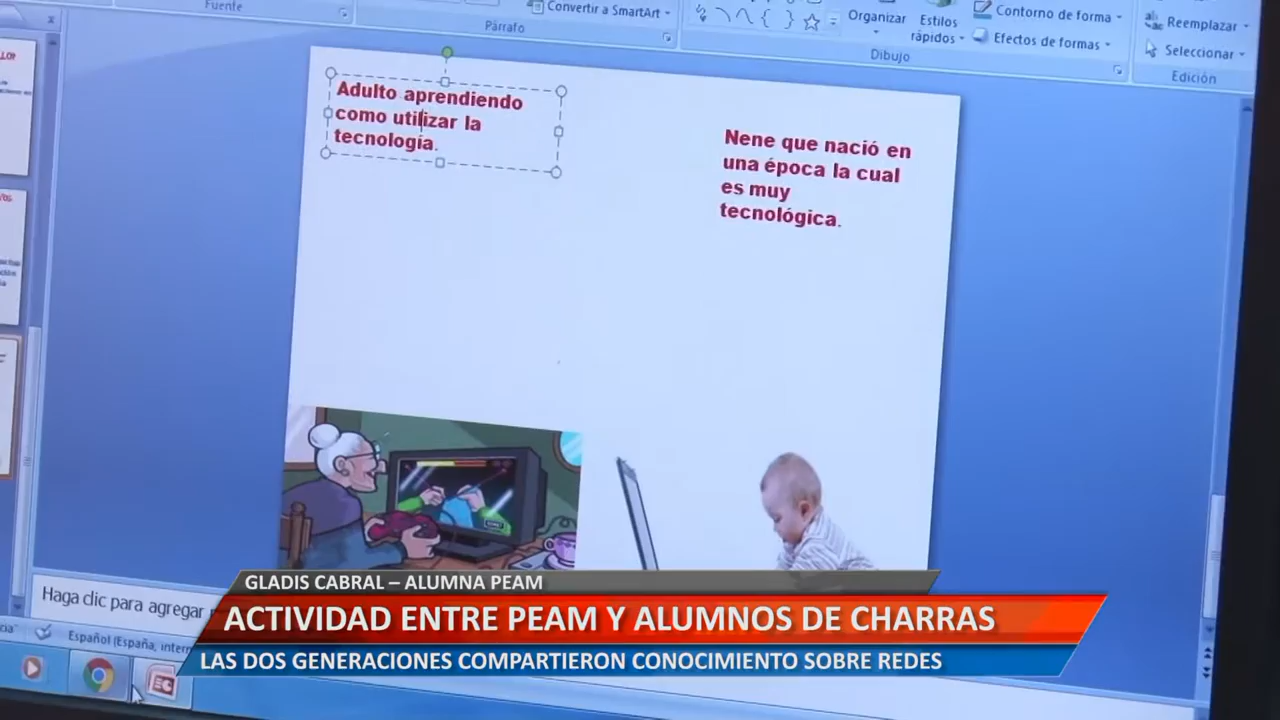 Fuente
Párrafo
Convertir a SmartArt
Organizar
Estilos
rápidos
Contorno de forma
Efectos de formas
Dibujo
Reemplazar
Seleccionar
Edición
Adulto aprendiendo
como utilizar la
tecnología.
Nene que nació en
una época la cual
es muy
tecnológica.
Haga clic para agregar
Español (España, intern
GLADIS CABRAL – ALUMNA PEAM
ACTIVIDAD ENTRE PEAM Y ALUMNOS DE CHARRAS
LAS DOS GENERACIONES COMPARTIERON CONOCIMIENTO SOBRE REDES